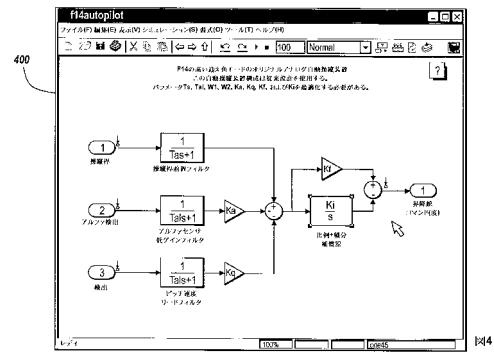 f14autopilot
ファイル(F) 編集(E) 表示(V) シミュレーション(S) 書式(O) ツール(T) ヘルプ(H)
100 Normal
400
F14の高い迎え角モードのオリジナルアナログ自動操縦装置
この自動操縦装置構成は従来設計を使用する。
パラメータTs, Tal, W1, W2, Ka, Kq, Kf, およびKiを最適化する必要がある。
?
1
操縦桿
1
Tas+1
操縦桿前置フィルタ
Kf
1
昇降舵
コマンド(度)
2
アルファ検出
1
Tals+1
アルファセンサ
低ゲインフィルタ
Ka
Ki
s
比例+積分
補償器
3
検出
1
Tals+1
ピッチ速度
リードフィルタ
Kq
レディ
100%
ode45
図4